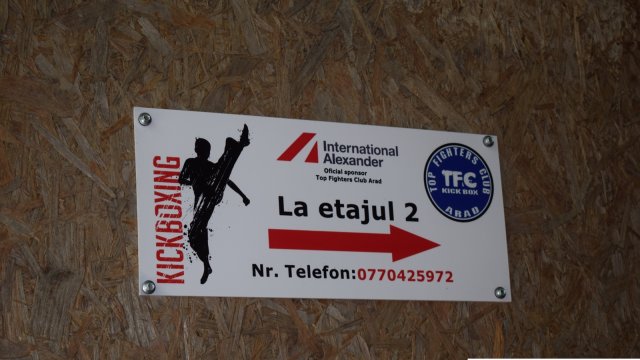 KICKBOXING
International
Alexander
Oficial sponsor
Top Fighters Club Arad
La etajul 2
Nr. Telefon:0770425972
TOP FIGHTERS CLUB
TFC
KICK BOX
ARAD